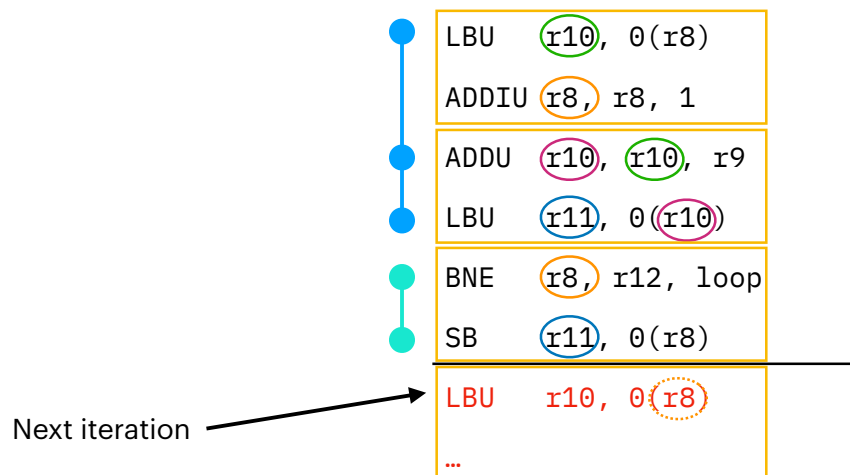 LBU r10, 0(r8)
ADDIU r8, r8, 1
ADDU r10, r10, r9
LBU r11, 0(r10)
BNE r8, r12, loop
SB r11, 0(r8)
LBU r10, 0(r8)
Next iteration
…